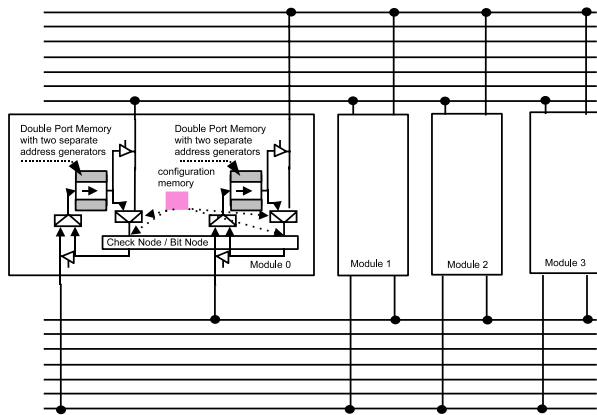 Double Port Memory
with two separate
address generators
Double Port Memory
with two separate
address generators
configuration
memory
Check Node / Bit Node
Module 0
Module 1
Module 2
Module 3